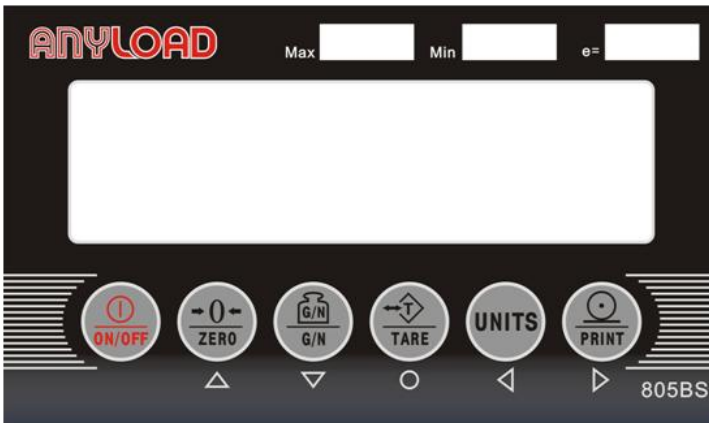 ANYLOAD
Max Min e=
0 G/N T
ON/OFF ZERO G/N TARE UNITS PRINT
805BS